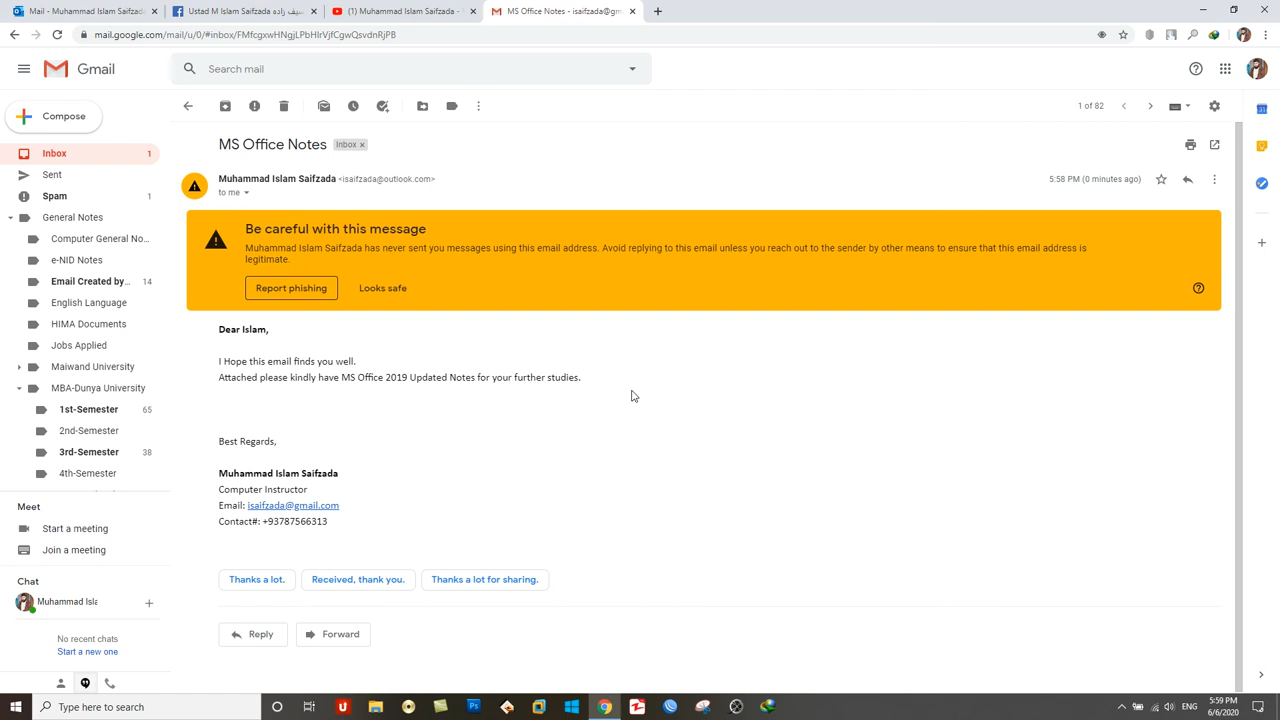 Mail - Muhammad Islam Saifzada
Ustad M Islam Saifzada سیف زاده
(1) Muhammad Islam Saifzada -
MS Office Notes - isaifzada@gm
mail.google.com/mail/u/0/#inbox/FMfcgxwHNgjLPbHlrVjfCgwQsvdnRjPB
Gmail
Search mail
Compose
1 of 82
Inbox 1
Sent
Spam 1
General Notes
Computer General No...
e-NID Notes
Email Created by... 14
English Language
HIMA Documents
Jobs Applied
Maiwand University
MBA-Dunya University
1st-Semester 65
2nd-Semester
3rd-Semester 38
4th-Semester
Meet
Start a meeting
Join a meeting
Chat
Muhammad Isla
No recent chats
Start a new one
MS Office Notes Inbox x
Muhammad Islam Saifzada <isaifzada@outlook.com>
5:58 PM (0 minutes ago)
to me
Be careful with this message
Muhammad Islam Saifzada has never sent you messages using this email address. Avoid replying to this email unless you reach out to the sender by other means to ensure that this email address is
legitimate.
Report phishing Looks safe
Dear Islam,
I Hope this email finds you well.
Attached please kindly have MS Office 2019 Updated Notes for your further studies.
Best Regards,
Muhammad Islam Saifzada
Computer Instructor
Email: isaifzada@gmail.com
Contact#: +93787566313
Thanks a lot. Received, thank you. Thanks a lot for sharing.
Reply Forward
Type here to search
ENG
5:59 PM
6/6/2020